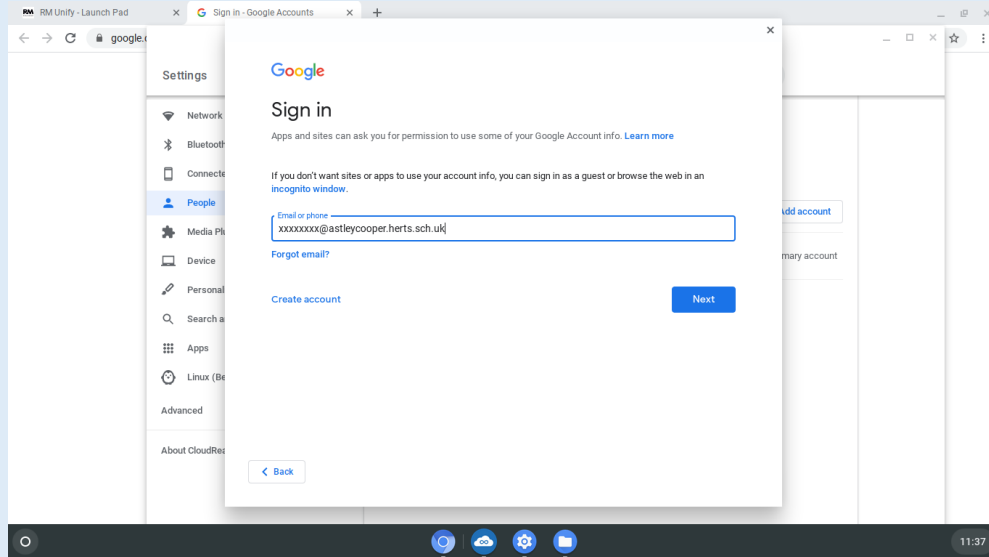 RM RM Unify - Launch Pad
G Sign in - Google Accounts
google.c
Settings
Network
Bluetooth
Connecte
People
Media Pl
Device
Personal
Search a
Apps
Linux (Be
Advanced
About CloudRea
Google
Sign in
Apps and sites can ask you for permission to use some of your Google Account info. Learn more
If you don't want sites or apps to use your account info, you can sign in as a guest or browse the web in an
incognito window.
Email or phone
xxxxxxxx@astleycooper.herts.sch.uk
Forgot email?
Create account
Next
Back
Add account
mary account
11:37